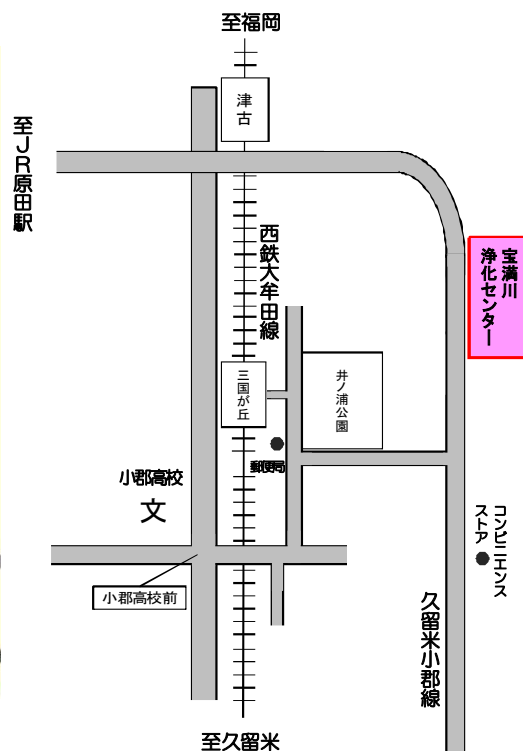 至福岡
津古
至JR原田駅
西鉄大牟田線
宝満川
浄化センター
三国が丘
井ノ浦公園
郵便局
小郡高校
文
コンビニエンス
ストア
小郡高校前
久留米小郡線
至久留米